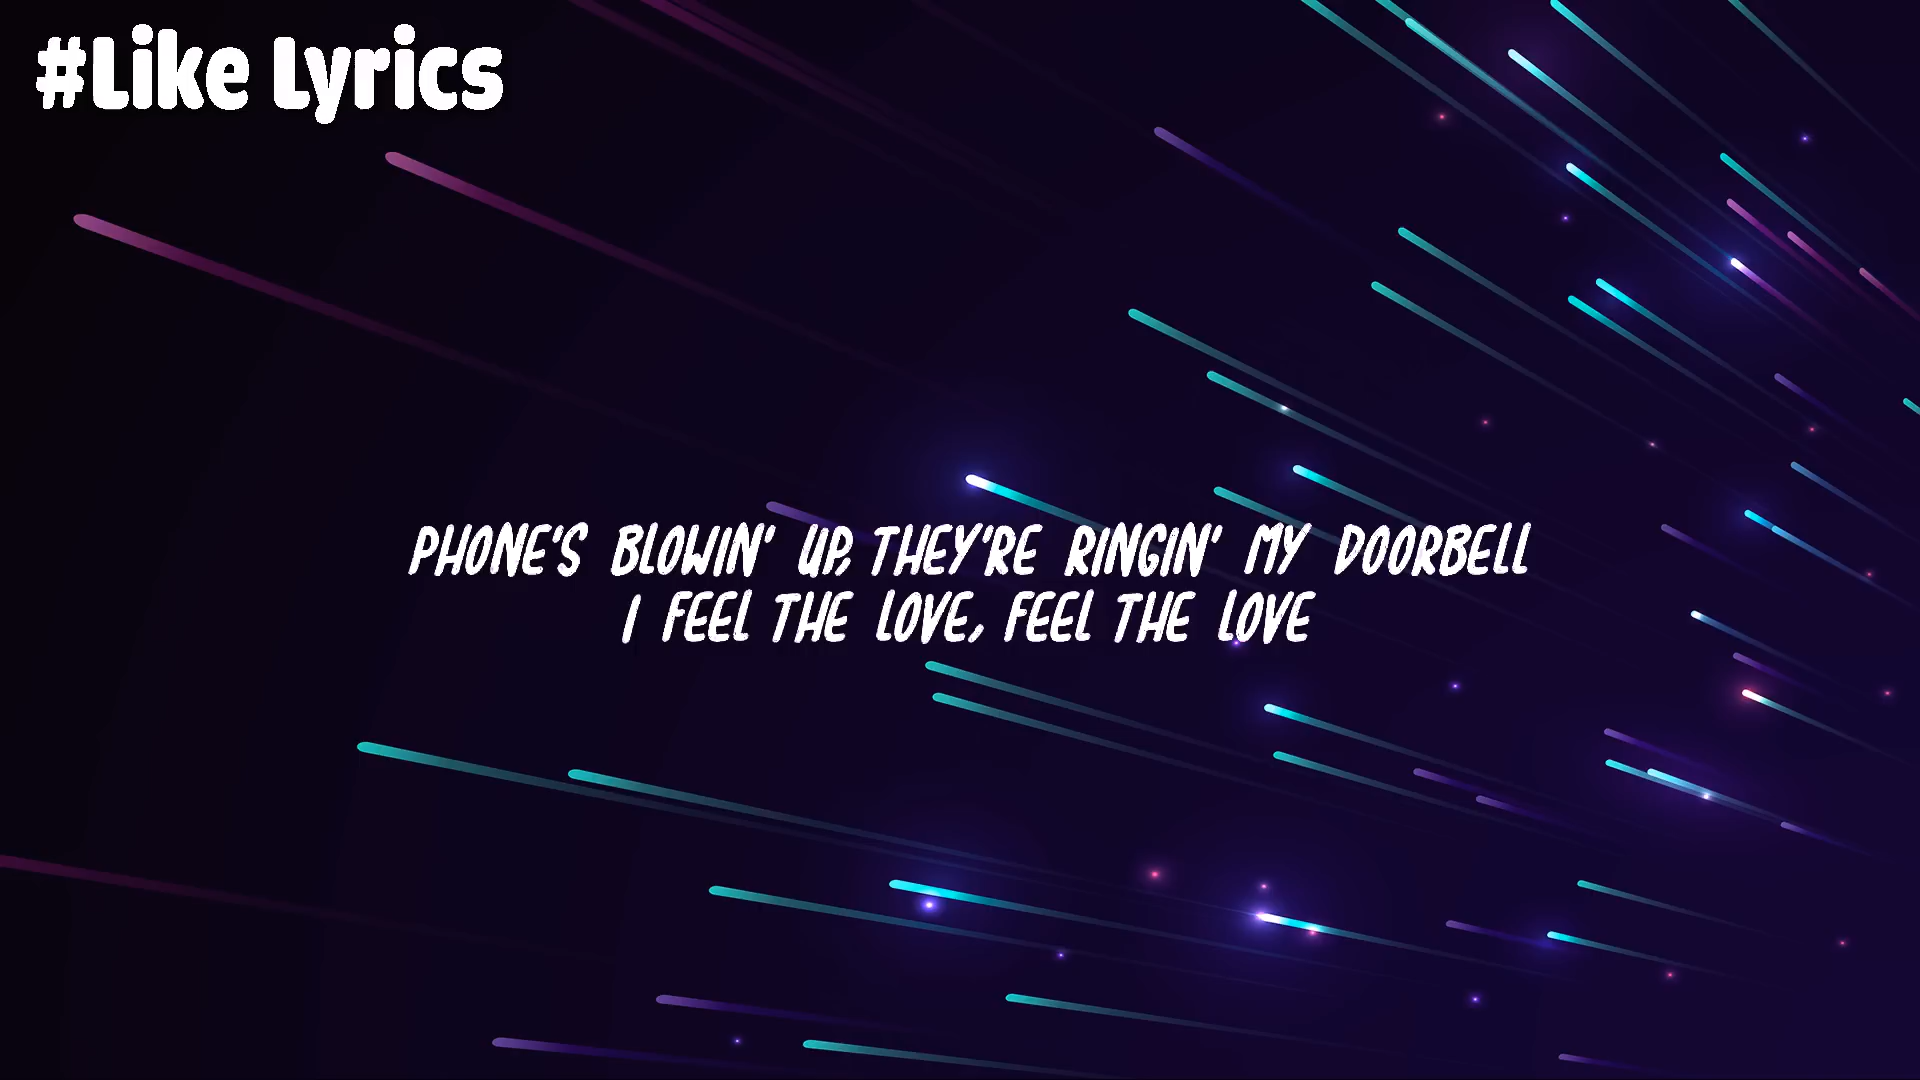 #Like Lyrics
PHONE'S BLOWIN' UP, THEY'RE RINGIN' MY DOORBELL
I FEEL THE LOVE, FEEL THE LOVE